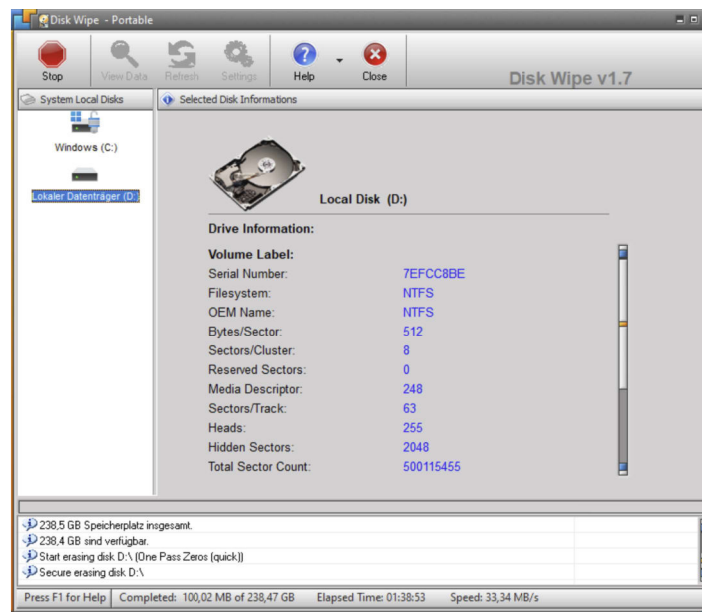 Disk Wipe - Portable
Stop View Data Refresh Settings Help Close Disk Wipe v1.7
System Local Disks
Selected Disk Informations
Windows (C:)
Lokaler Datenträger (D:)
Local Disk (D:)
Drive Information:
Volume Label:
Serial Number: 7EFCC8BE
Filesystem: NTFS
OEM Name: NTFS
Bytes/Sector: 512
Sectors/Cluster: 8
Reserved Sectors: 0
Media Descriptor: 248
Sectors/Track: 63
Heads: 255
Hidden Sectors: 2048
Total Sector Count: 500115455
238,5 GB Speicherplatz insgesamt.
238,4 GB sind verfügbar.
Start erasing disk D:\ (One Pass Zeros (quick))
Secure erasing disk D:\
Press F1 for Help Completed: 100,02 MB of 238,47 GB Elapsed Time: 01:38:53 Speed: 33,34 MB/s